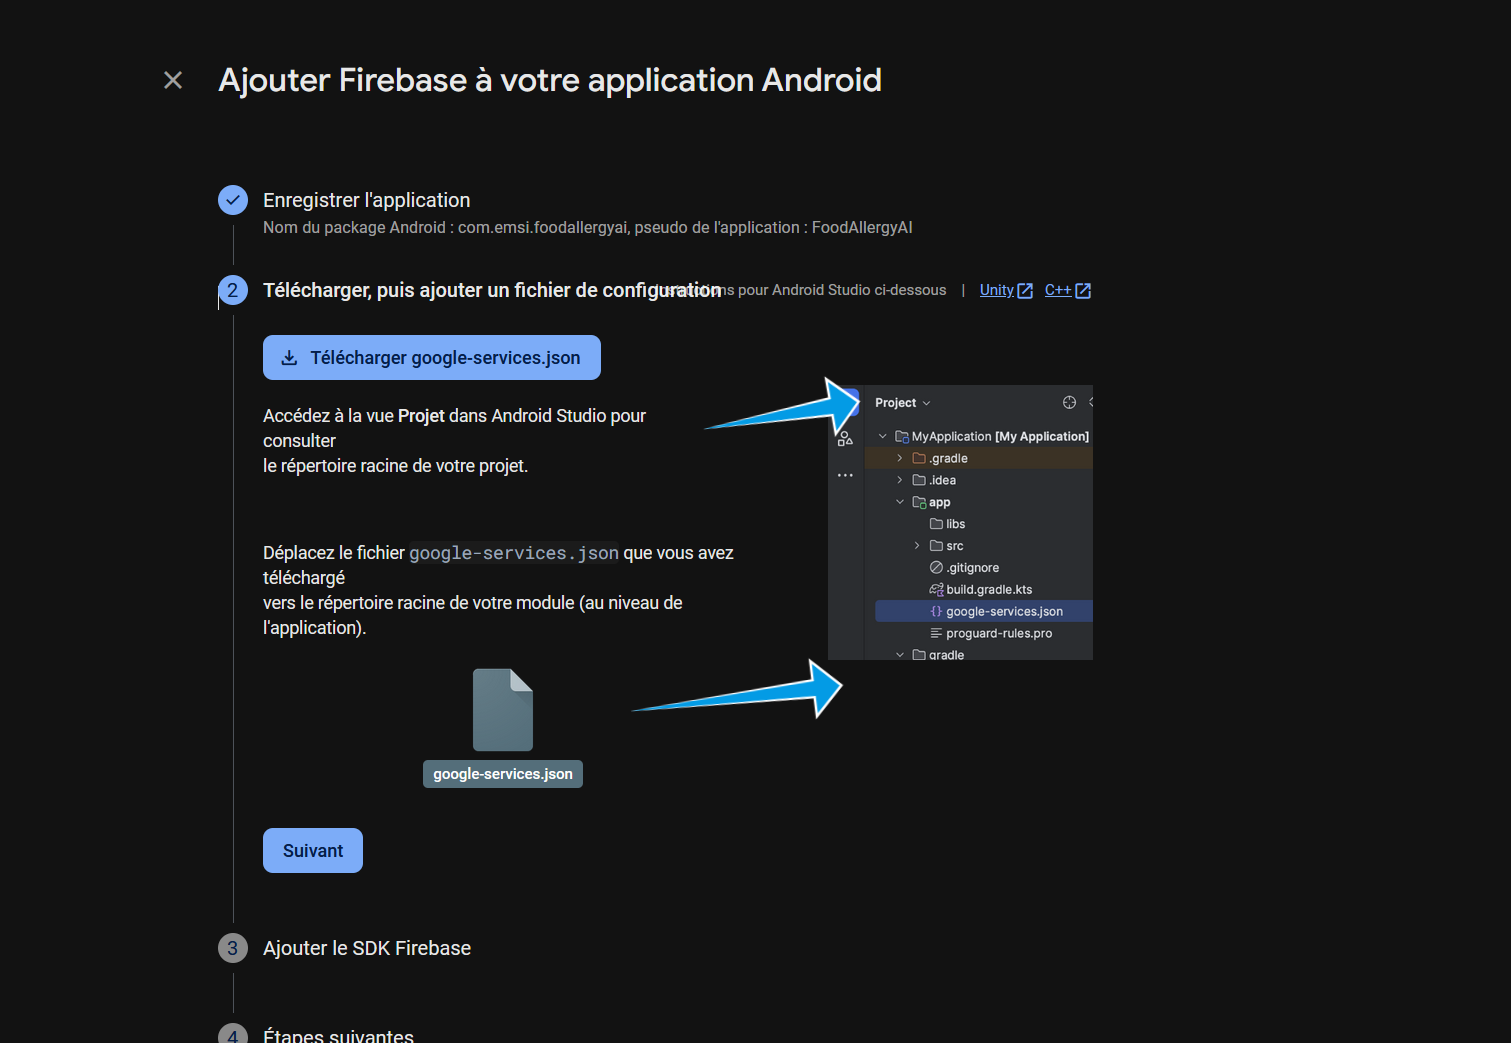 Ajouter Firebase à votre application Android
Enregistrer l'application
Nom du package Android : com.emsi.foodallergyai, pseudo de l'application : FoodAllergyAI
2 Télécharger, puis ajouter un fichier de configuration
pour Android Studio ci-dessous | Unity C++
Télécharger google-services.json
Accédez à la vue Projet dans Android Studio pour
consulter
le répertoire racine de votre projet.
Déplacez le fichier google-services.json que vous avez
téléchargé
vers le répertoire racine de votre module (au niveau de
l'application).
google-services.json
Project
MyApplication [My Application]
.gradle
.idea
app
libs
src
.gitignore
build.gradle.kts
google-services.json
proguard-rules.pro
gradle
Suivant
3 Ajouter le SDK Firebase
4 Étapes suivantes